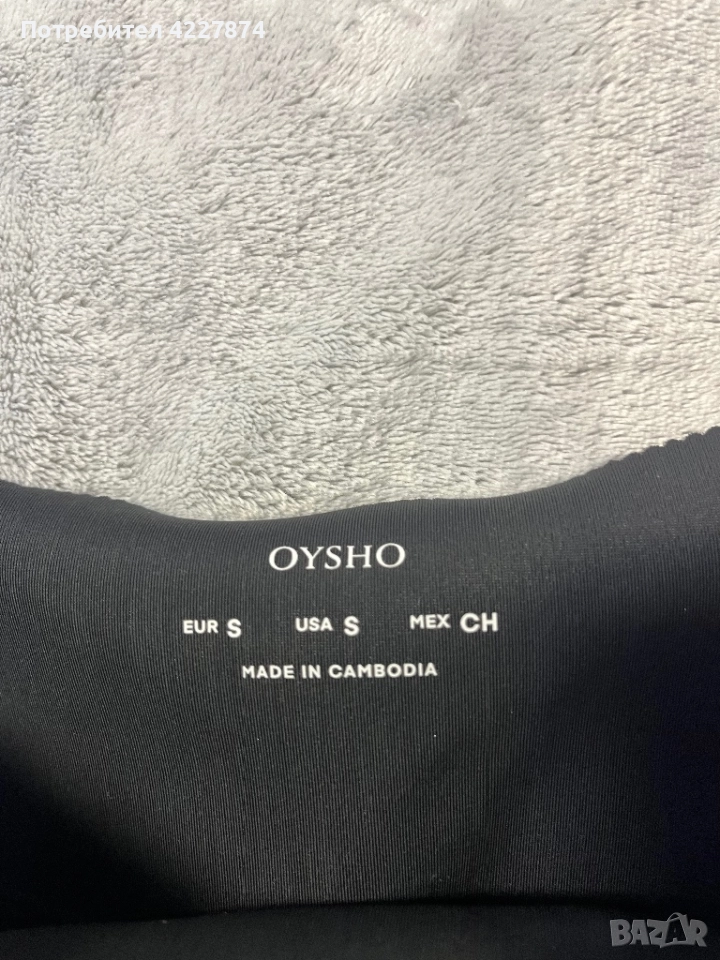 Потребител 4227874
OYSHO
EUR S USA S MEX CH
MADE IN CAMBODIA
BAZAR